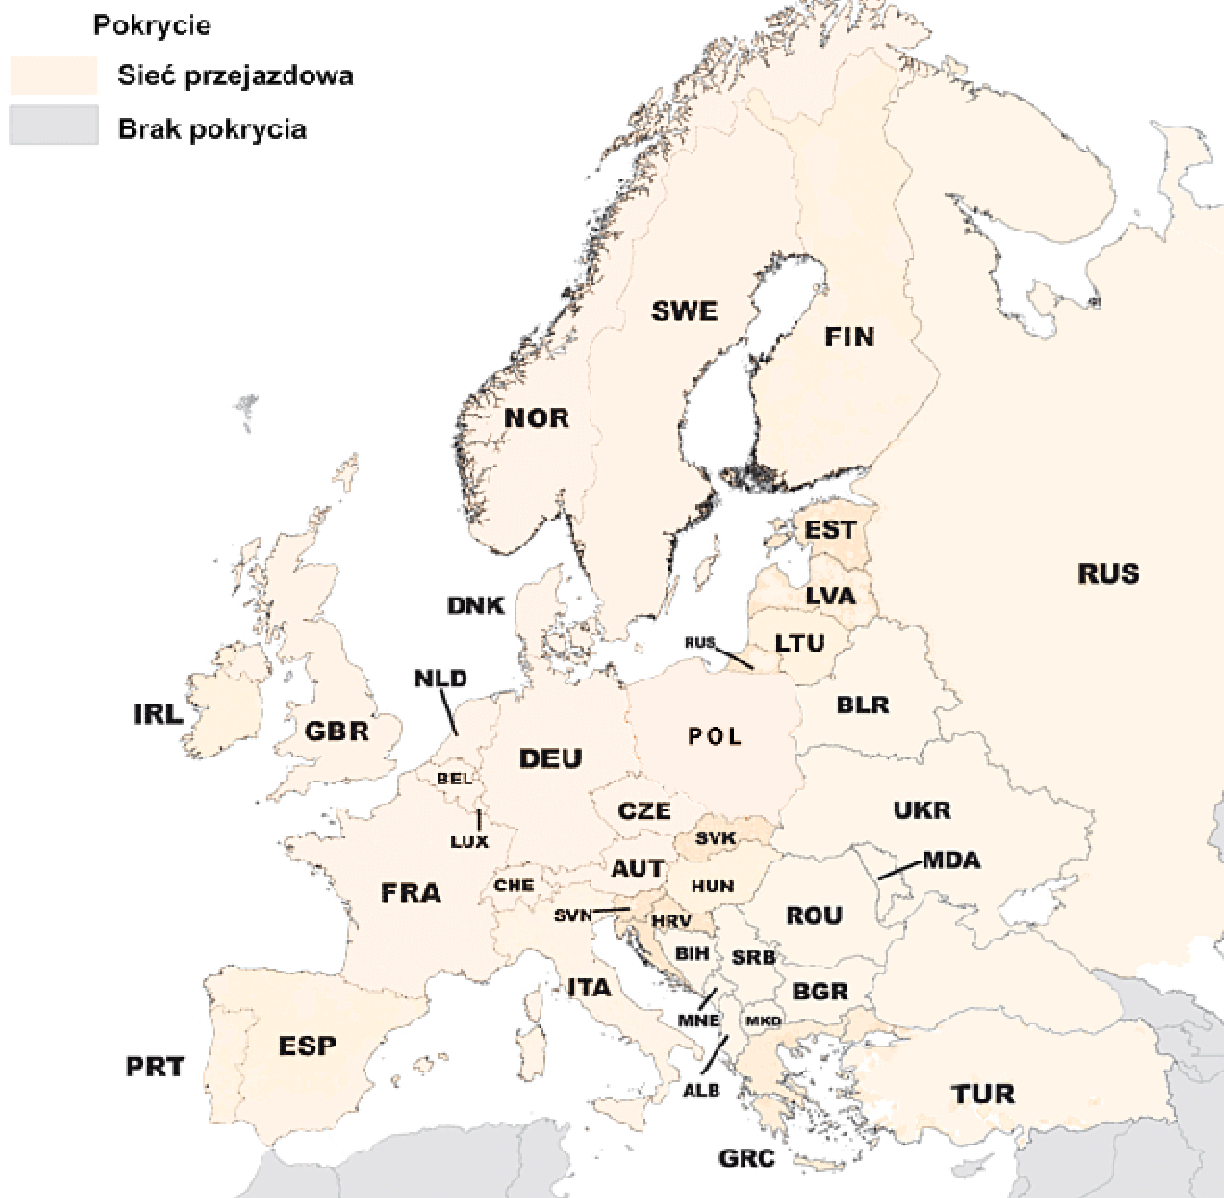 Pokrycie
Sieć przejazdowa
Brak pokrycia
SWE
FIN
NOR
EST
RUS
LVA
DNK
RUS
LTU
NLD
BLR
IRL
GBR
POL
DEU
BEL
CZE
UKR
LUX
SVK
MDA
AUT
CHE
HUN
FRA
SVN
HRV
ROU
BIH
SRB
ITA
BGR
MNE
MKD
ESP
PRT
ALB
TUR
GRC